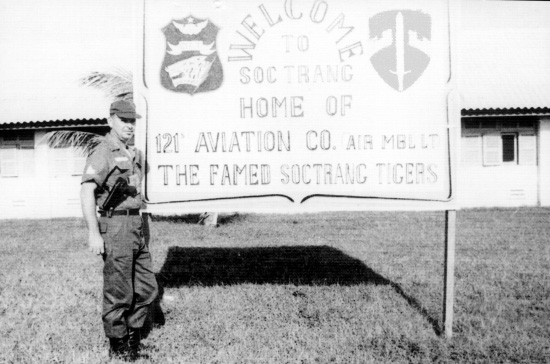 WELCOME
TO
SOC TRANG
HOME OF
121ˢᵗ AVIATION CO. (AIR MBL LT)
THE FAMED SOCTRANG TIGERS